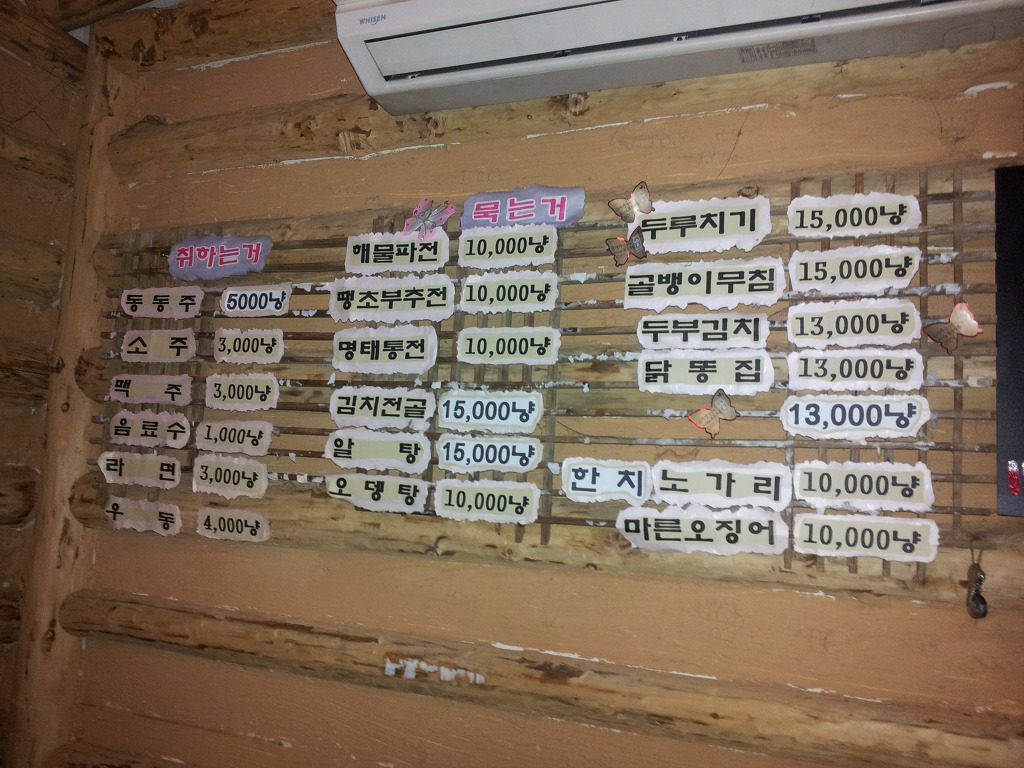 WHISEN
취하는거
동동주 5000냥
소주 3,000냥
맥주 3,000냥
음료수 1,000냥
라면 3,000냥
우동 4,000냥
묵는거
해물파전 10,000냥
땡초부추전 10,000냥
명태통전 10,000냥
김치전골 15,000냥
알탕 15,000냥
오뎅탕 10,000냥
두루치기 15,000냥
골뱅이무침 15,000냥
두부김치 13,000냥
닭똥집 13,000냥
13,000냥
한치노가리 10,000냥
마른오징어 10,000냥